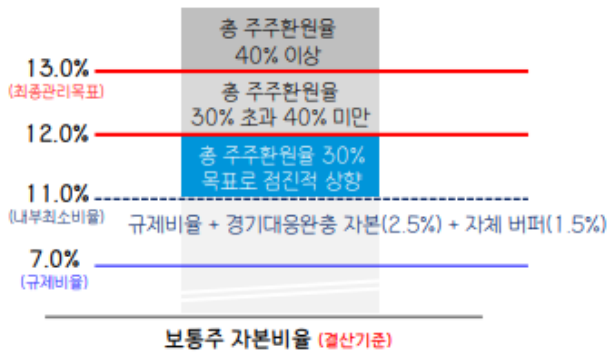 총 주주환원율
40% 이상
13.0%
(최종관리목표)
총 주주환원율
30% 초과 40% 미만
12.0%
총 주주환원율 30%
목표로 점진적 상향
11.0%
(내부최소비율)
규제비율 + 경기대응완충 자본(2.5%) + 자체 버퍼(1.5%)
7.0%
(규제비율)
보통주 자본비율 (결산기준)